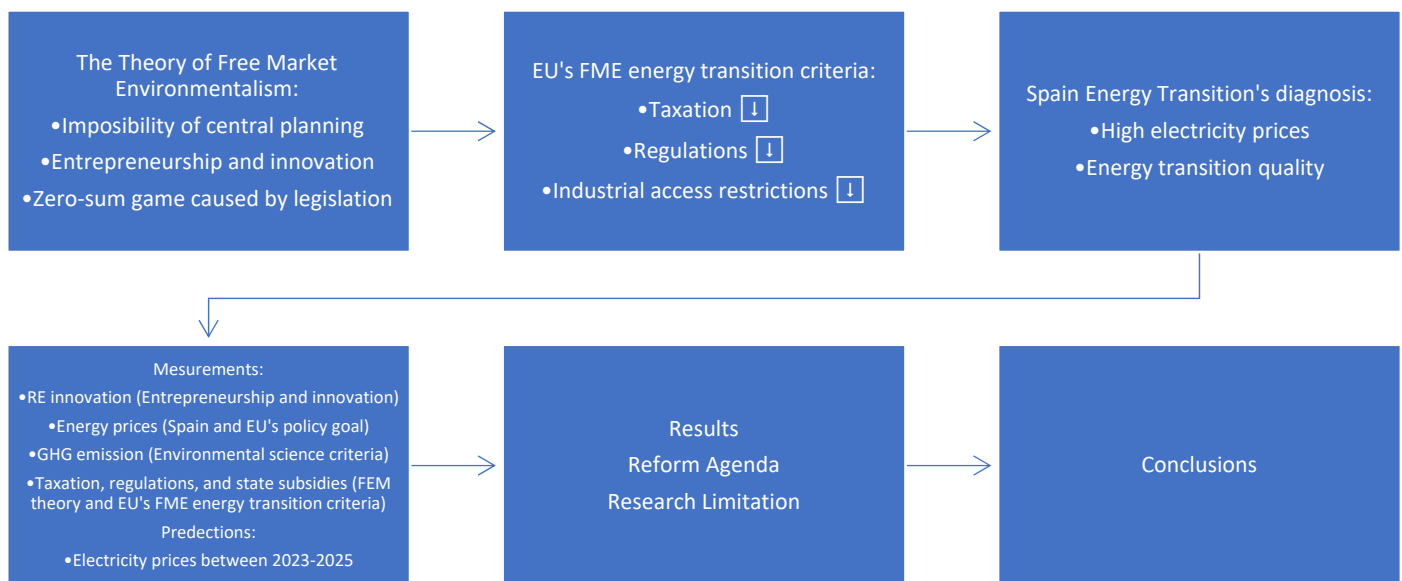 The Theory of Free Market
Environmentalism:
•Imposibility of central planning
•Entrepreneurship and innovation
•Zero-sum game caused by legislation
EU's FME energy transition criteria:
•Taxation ↓
•Regulations ↓
•Industrial access restrictions ↓
Spain Energy Transition's diagnosis:
•High electricity prices
•Energy transition quality
Mesurements:
•RE innovation (Entrepreneurship and innovation)
•Energy prices (Spain and EU's policy goal)
•GHG emission (Environmental science criteria)
•Taxation, regulations, and state subsidies (FEM
theory and EU's FME energy transition criteria)
Predections:
•Electricity prices between 2023-2025
Results
Reform Agenda
Research Limitation
Conclusions